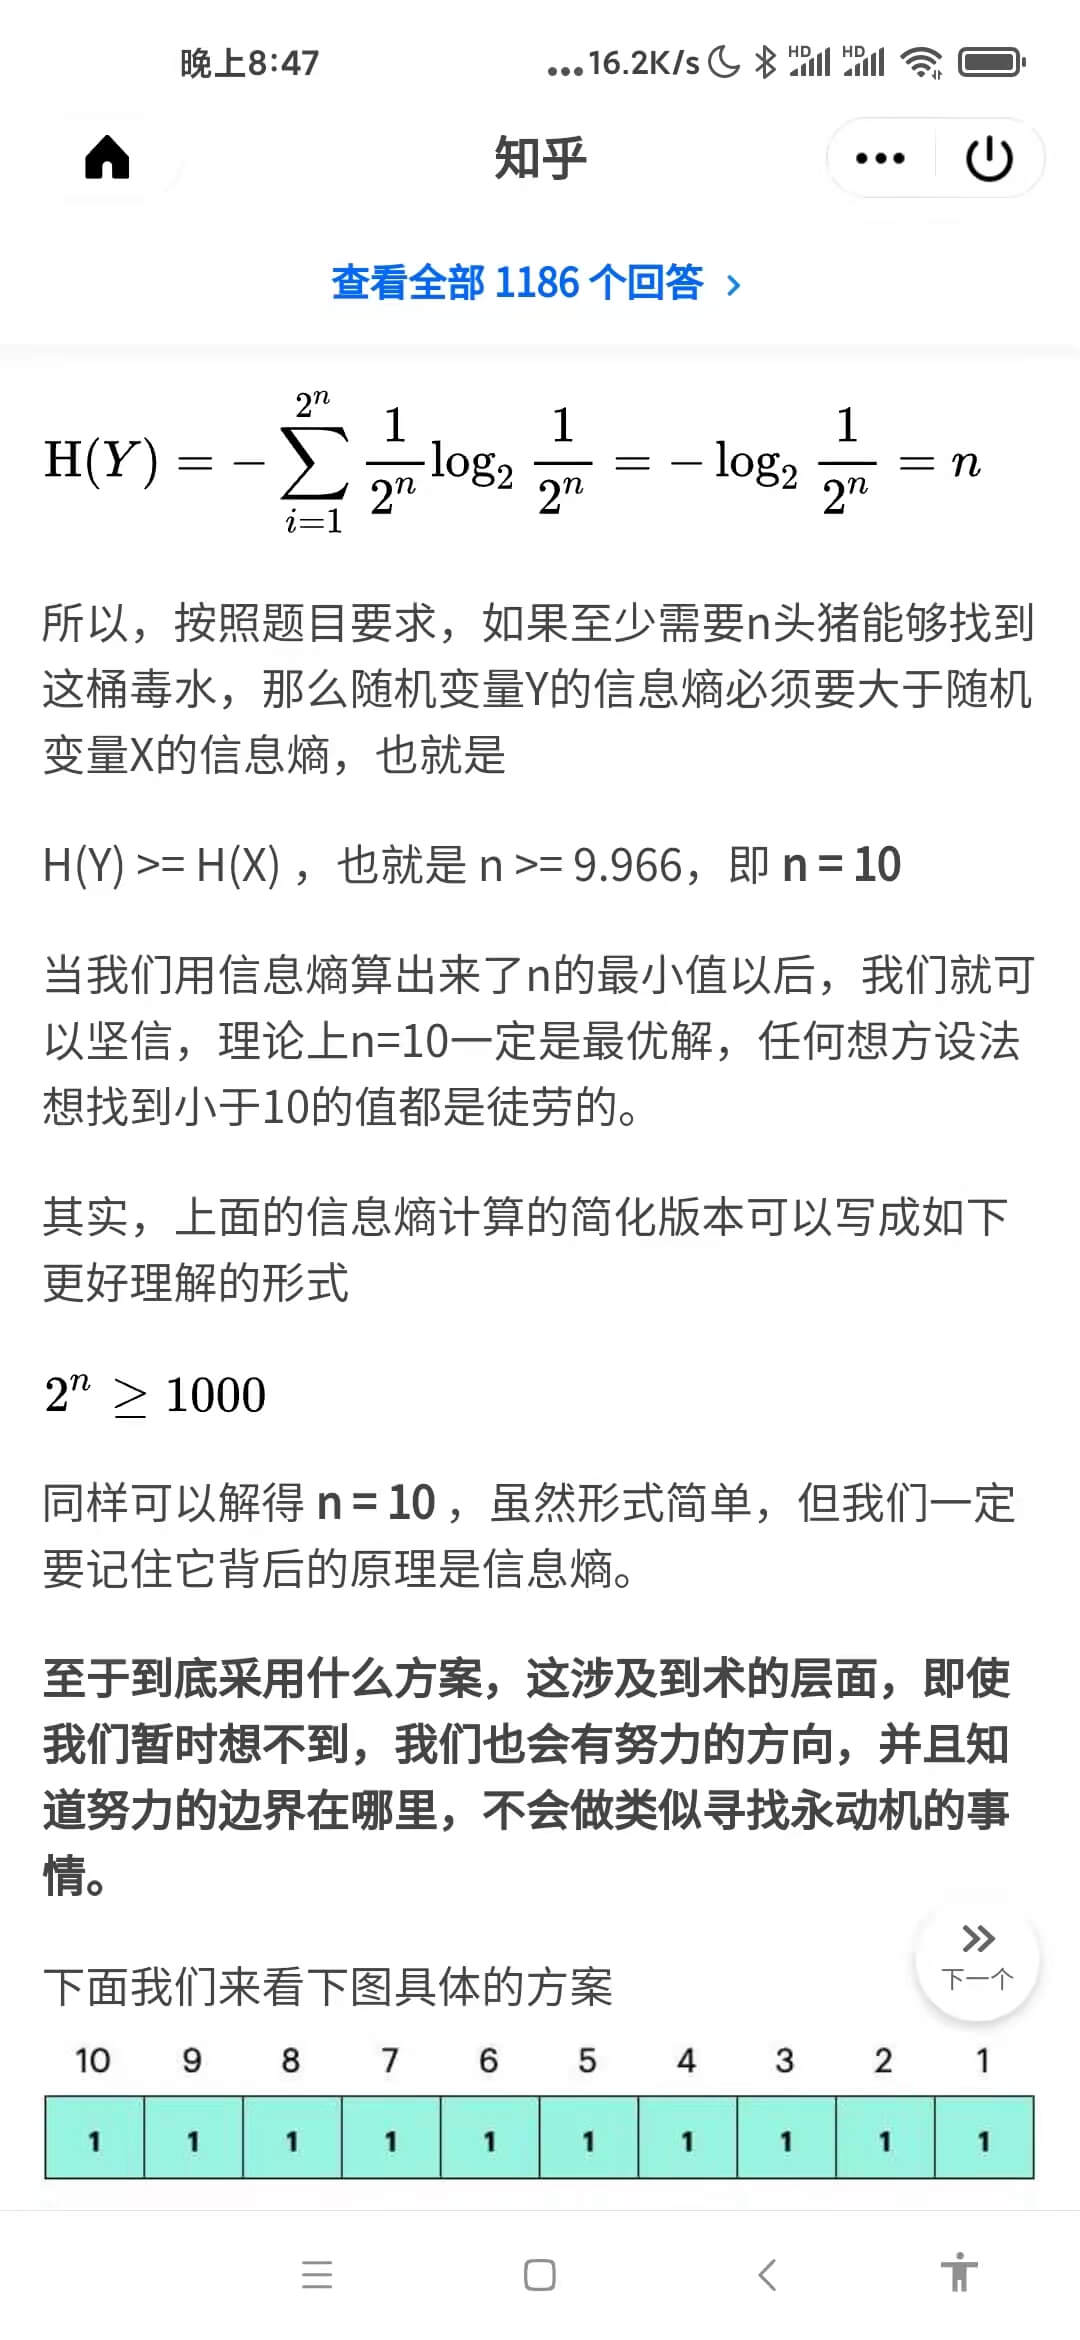 晚上8:47 ...16.2K/s HD HD
知乎
查看全部 1186 个回答 >
H(Y) = -\sum_{i=1}^{2^n} \frac{1}{2^n} log_2 \frac{1}{2^n} = -log_2 \frac{1}{2^n} = n
所以，按照题目要求，如果至少需要n头猪能够找到
这桶毒水，那么随机变量Y的信息熵必须要大于随机
变量X的信息熵，也就是
H(Y) >= H(X) ，也就是 n >= 9.966，即 n = 10
当我们用信息熵算出来了n的最小值以后，我们就可
以坚信，理论上n=10一定是最优解，任何想方设法
想找到小于10的值都是徒劳的。
其实，上面的信息熵计算的简化版本可以写成如下
更好理解的形式
2^n ≥ 1000
同样可以解得 n = 10 ，虽然形式简单，但我们一定
要记住它背后的原理是信息熵。
至于到底采用什么方案，这涉及到术的层面，即使
我们暂时想不到，我们也会有努力的方向，并且知
道努力的边界在哪里，不会做类似寻找永动机的事
情。
下一个
下面我们来看下图具体的方案
10 9 8 7 6 5 4 3 2 1
1 1 1 1 1 1 1 1 1 1